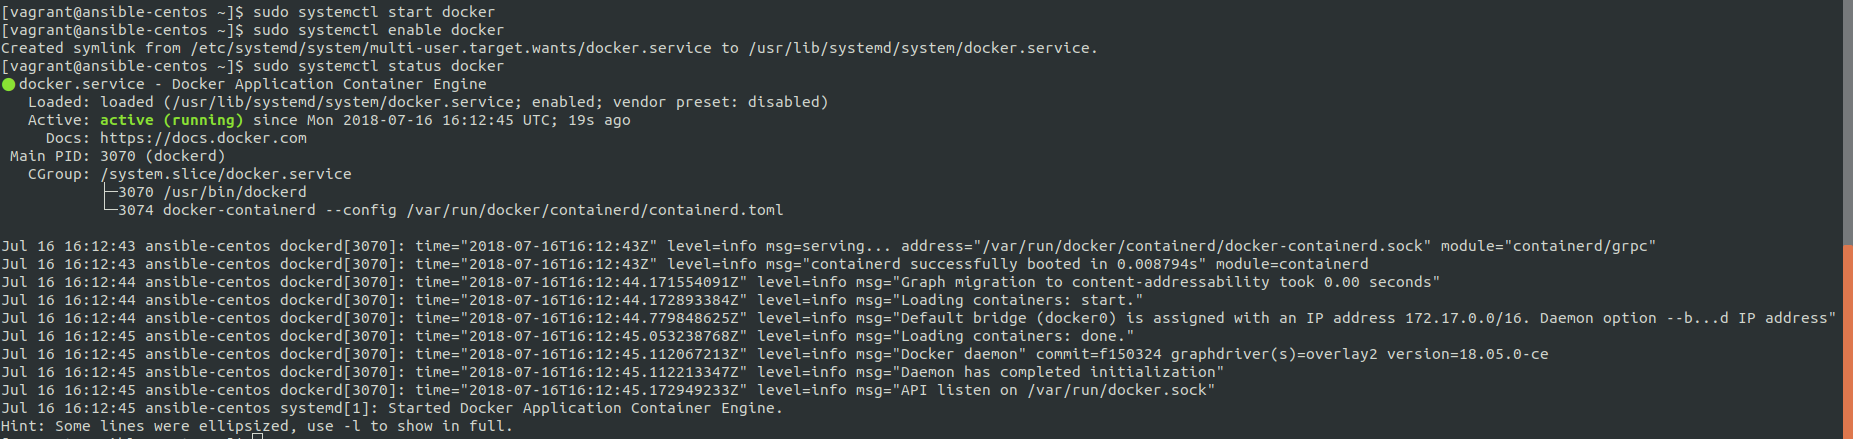 [vagrant@ansible-centos ~]$ sudo systemctl start docker
[vagrant@ansible-centos ~]$ sudo systemctl enable docker
Created symlink from /etc/systemd/system/multi-user.target.wants/docker.service to /usr/lib/systemd/system/docker.service.
[vagrant@ansible-centos ~]$ sudo systemctl status docker
● docker.service - Docker Application Container Engine
   Loaded: loaded (/usr/lib/systemd/system/docker.service; enabled; vendor preset: disabled)
   Active: active (running) since Mon 2018-07-16 16:12:45 UTC; 19s ago
     Docs: https://docs.docker.com
 Main PID: 3070 (dockerd)
   CGroup: /system.slice/docker.service
           ├─3070 /usr/bin/dockerd
           └─3074 docker-containerd --config /var/run/docker/containerd/containerd.toml
Jul 16 16:12:43 ansible-centos dockerd[3070]: time="2018-07-16T16:12:43Z" level=info msg=serving... address="/var/run/docker/containerd/docker-containerd.sock" module="containerd/grpc"
Jul 16 16:12:43 ansible-centos dockerd[3070]: time="2018-07-16T16:12:43Z" level=info msg="containerd successfully booted in 0.008794s" module=containerd
Jul 16 16:12:44 ansible-centos dockerd[3070]: time="2018-07-16T16:12:44.171554091Z" level=info msg="Graph migration to content-addressability took 0.00 seconds"
Jul 16 16:12:44 ansible-centos dockerd[3070]: time="2018-07-16T16:12:44.172893384Z" level=info msg="Loading containers: start."
Jul 16 16:12:44 ansible-centos dockerd[3070]: time="2018-07-16T16:12:44.779848625Z" level=info msg="Default bridge (docker0) is assigned with an IP address 172.17.0.0/16. Daemon option --b...d IP address"
Jul 16 16:12:45 ansible-centos dockerd[3070]: time="2018-07-16T16:12:45.053238768Z" level=info msg="Loading containers: done."
Jul 16 16:12:45 ansible-centos dockerd[3070]: time="2018-07-16T16:12:45.112067213Z" level=info msg="Docker daemon" commit=f150324 graphdriver(s)=overlay2 version=18.05.0-ce
Jul 16 16:12:45 ansible-centos dockerd[3070]: time="2018-07-16T16:12:45.112213347Z" level=info msg="Daemon has completed initialization"
Jul 16 16:12:45 ansible-centos dockerd[3070]: time="2018-07-16T16:12:45.172949233Z" level=info msg="API listen on /var/run/docker.sock"
Jul 16 16:12:45 ansible-centos systemd[1]: Started Docker Application Container Engine.
Hint: Some lines were ellipsized, use -l to show in full.